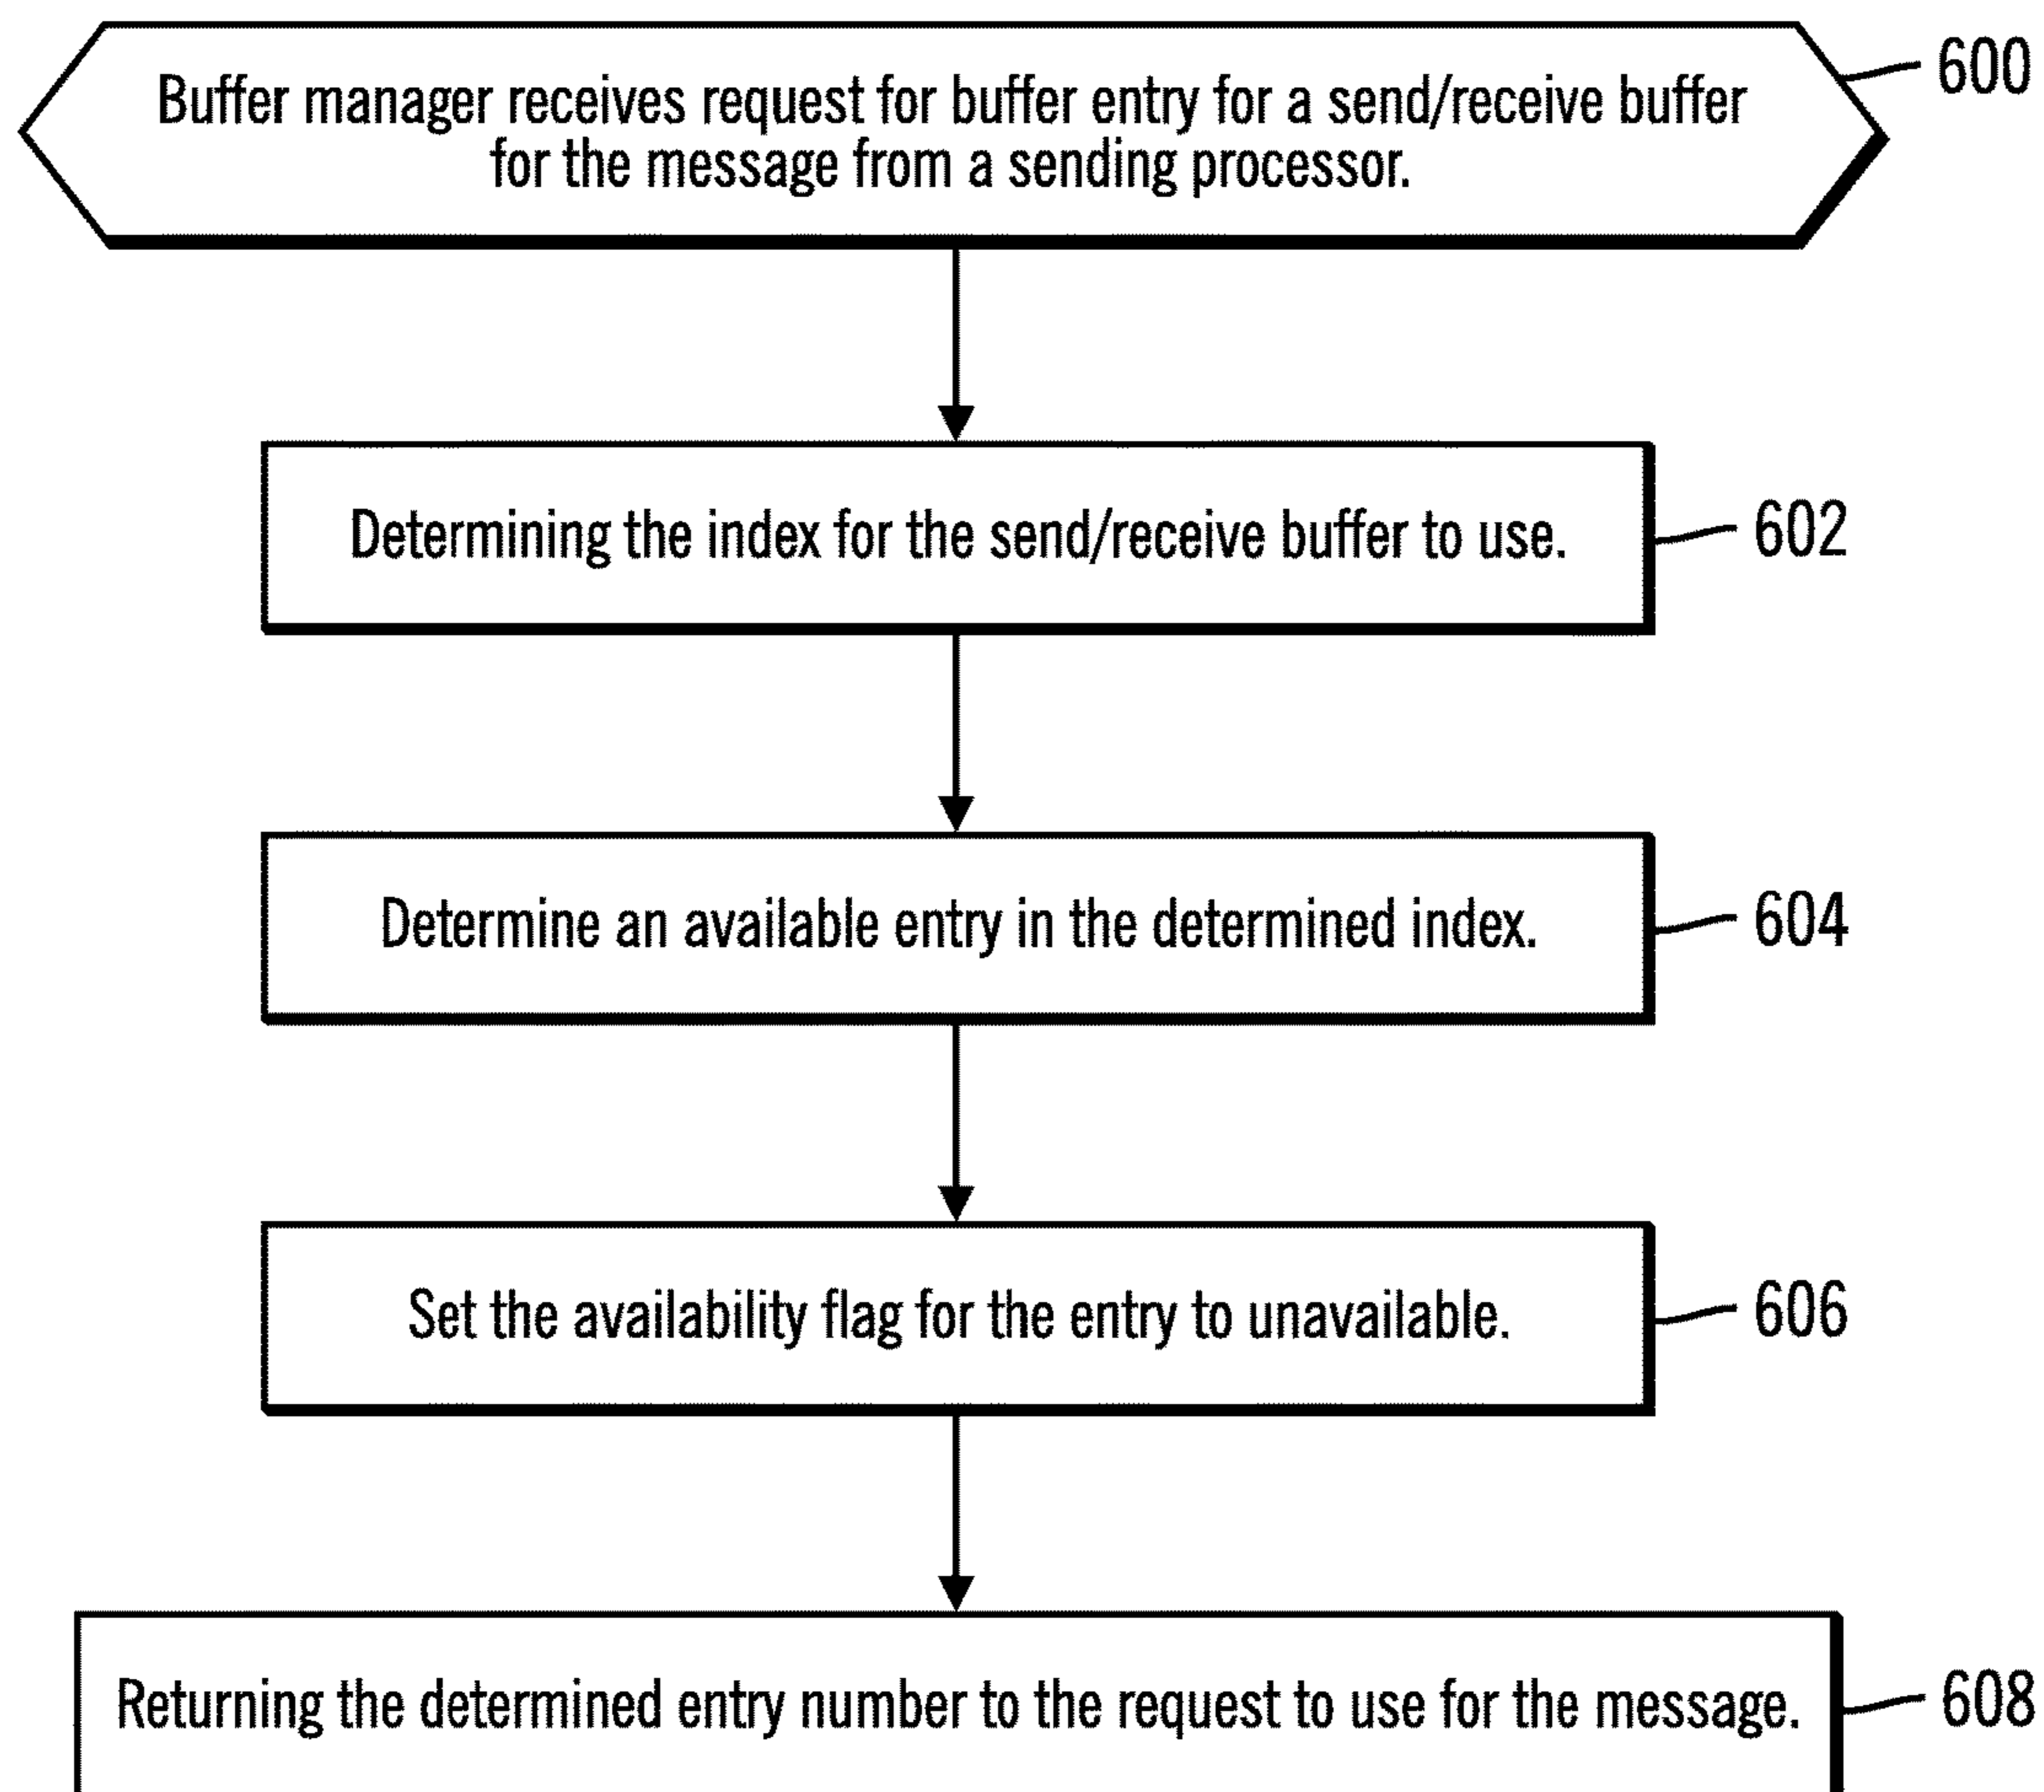 Buffer manager receives request for buffer entry for a send/receive buffer
for the message from a sending processor.
600
Determining the index for the send/receive buffer to use.
602
Determine an available entry in the determined index.
604
Set the availability flag for the entry to unavailable.
606
Returning the determined entry number to the request to use for the message.
608